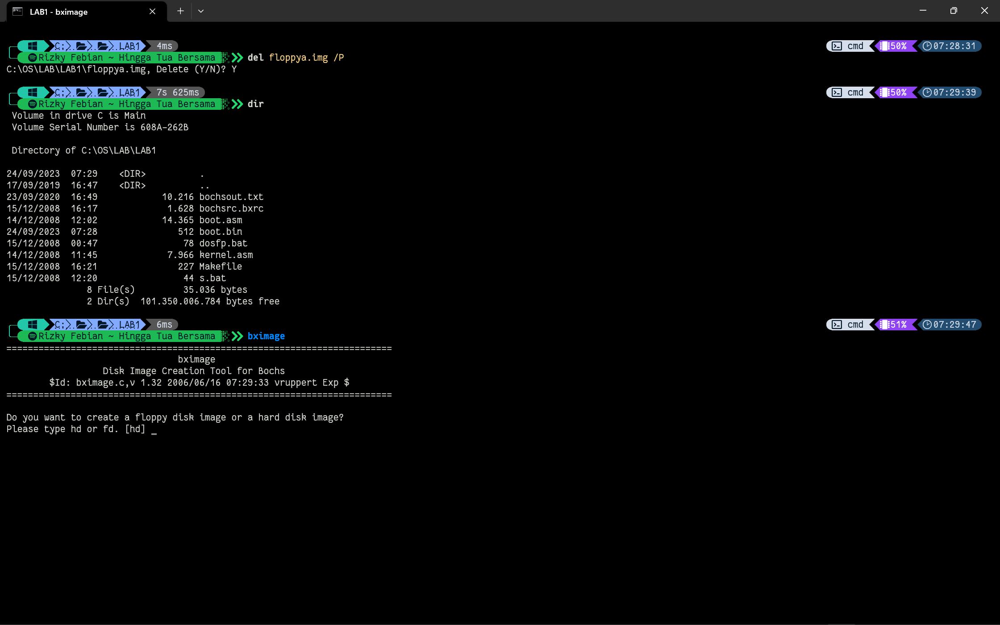 LAB1 - bximage
C: LAB1 4ms cmd 50% 07:28:31
Rizky Febian ~ Hingga Tua Bersama del floppya.img /P
C:\OS\LAB\LAB1\floppya.img, Delete (Y/N)? Y
C: LAB1 7s 625ms cmd 50% 07:29:39
Rizky Febian ~ Hingga Tua Bersama dir
Volume in drive C is Main
Volume Serial Number is 608A-262B
Directory of C:\OS\LAB\LAB1
24/09/2023  07:29    <DIR>          .
17/09/2019  16:47    <DIR>          ..
23/09/2020  16:49            10.216 bochsout.txt
15/12/2008  16:17             1.628 bochsrc.bxrc
14/12/2008  12:02            14.365 boot.asm
24/09/2023  07:28               512 boot.bin
15/12/2008  00:47                78 dosfp.bat
14/12/2008  11:45             7.966 kernel.asm
15/12/2008  16:21               227 Makefile
15/12/2008  12:20                44 s.bat
8 File(s)         35.036 bytes
2 Dir(s)  101.350.006.784 bytes free
C: LAB1 6ms cmd 51% 07:29:47
Rizky Febian ~ Hingga Tua Bersama bximage
========================================================================
bximage
Disk Image Creation Tool for Bochs
$Id: bximage.c,v 1.32 2006/06/16 07:29:33 vruppert Exp $
========================================================================
Do you want to create a floppy disk image or a hard disk image?
Please type hd or fd. [hd] _